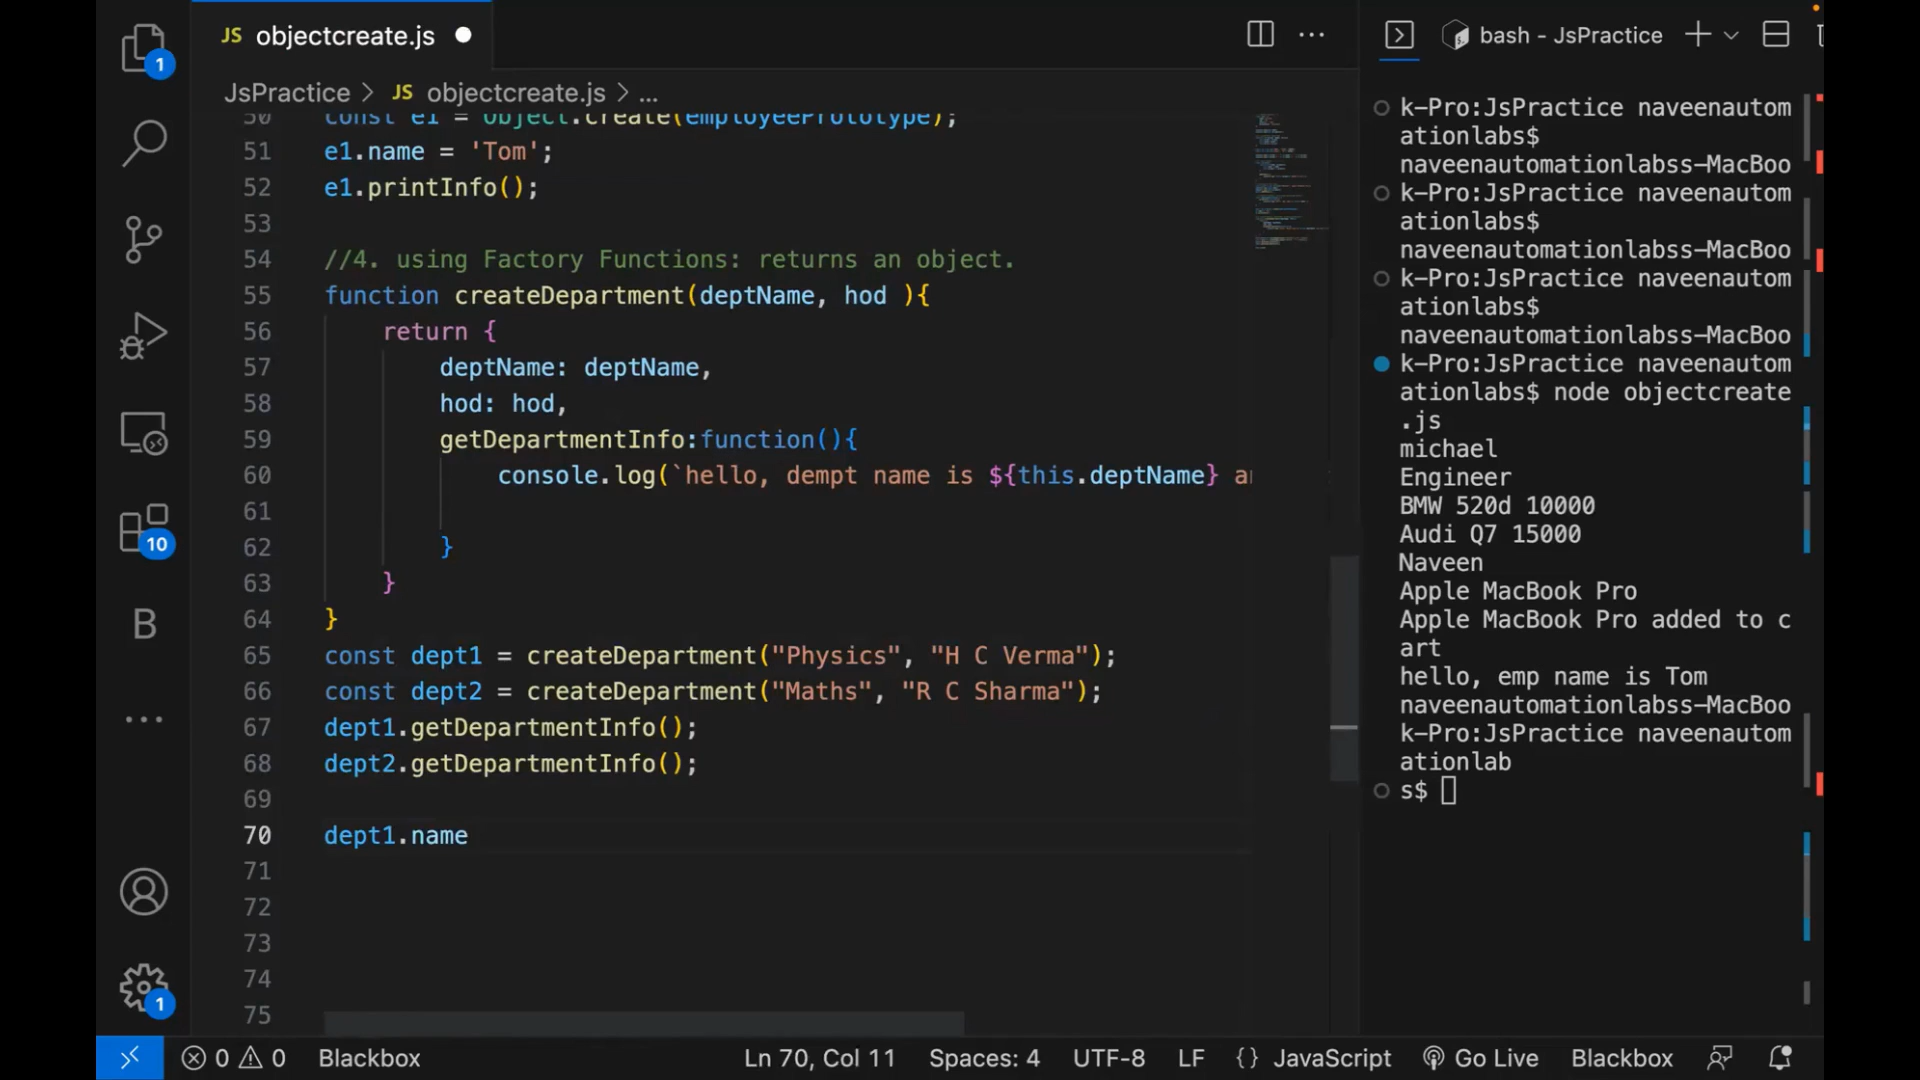 JS objectcreate.js
bash - JsPractice
JsPractice > JS objectcreate.js > ...
50 const e1 = Object.create(employeePrototype);
51 e1.name = 'Tom';
52 e1.printInfo();
53
54 //4. using Factory Functions: returns an object.
55 function createDepartment(deptName, hod ){
56 return {
57 deptName: deptName,
58 hod: hod,
59 getDepartmentInfo:function(){
60 console.log(`hello, dempt name is ${this.deptName} an
61
62 }
63 }
64 }
65 const dept1 = createDepartment("Physics", "H C Verma");
66 const dept2 = createDepartment("Maths", "R C Sharma");
67 dept1.getDepartmentInfo();
68 dept2.getDepartmentInfo();
69
70 dept1.name
71
72
73
74
75
k-Pro:JsPractice naveenautom
ationlabs$
naveenautomationlabss-MacBoo
k-Pro:JsPractice naveenautom
ationlabs$
naveenautomationlabss-MacBoo
k-Pro:JsPractice naveenautom
ationlabs$
naveenautomationlabss-MacBoo
k-Pro:JsPractice naveenautom
ationlabs$ node objectcreate
.js
michael
Engineer
BMW 520d 10000
Audi Q7 15000
Naveen
Apple MacBook Pro
Apple MacBook Pro added to c
art
hello, emp name is Tom
naveenautomationlabss-MacBoo
k-Pro:JsPractice naveenautom
ationlab
s$
1
10
B
1
0 0 Blackbox Ln 70, Col 11 Spaces: 4 UTF-8 LF {} JavaScript Go Live Blackbox